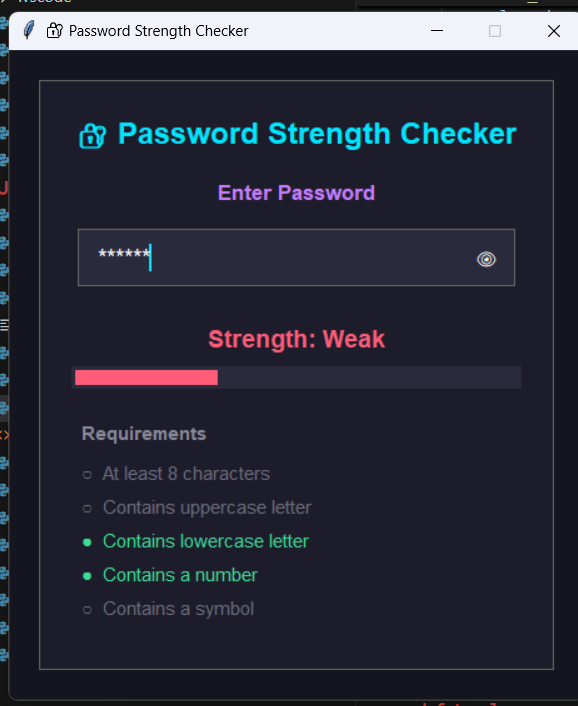 Password Strength Checker
Password Strength Checker
Enter Password
******
Strength: Weak
Requirements
○ At least 8 characters
○ Contains uppercase letter
● Contains lowercase letter
● Contains a number
○ Contains a symbol